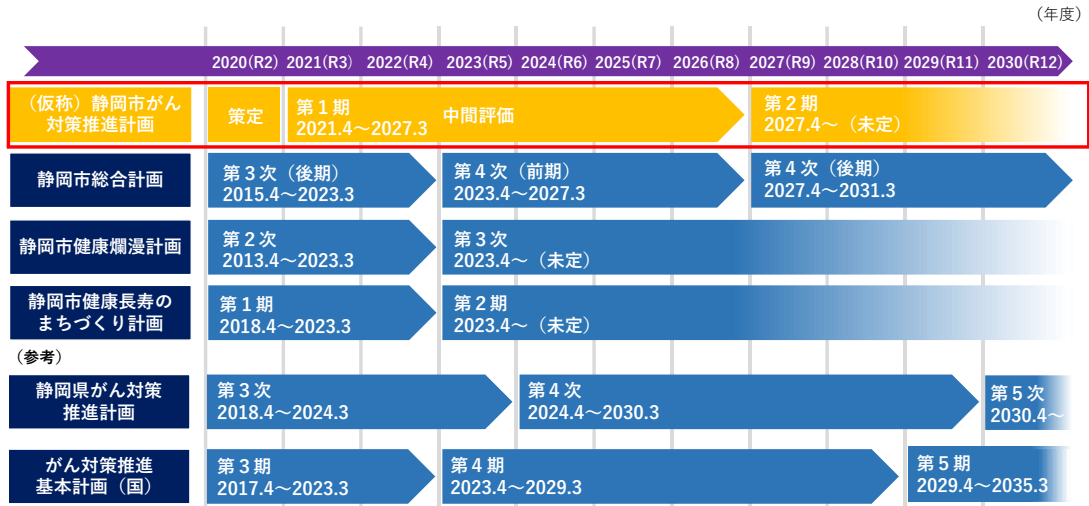 （年度）
2020(R2) 2021(R3) 2022(R4) 2023(R5) 2024(R6) 2025(R7) 2026(R8) 2027(R9) 2028(R10) 2029(R11) 2030(R12)
（仮称）静岡市がん
対策推進計画
策定
第１期
2021.4～2027.3
中間評価
第２期
2027.4～（未定）
静岡市総合計画
第３次（後期）
2015.4～2023.3
第４次（前期）
2023.4～2027.3
第４次（後期）
2027.4～2031.3
静岡市健康爛漫計画
第２次
2013.4～2023.3
第３次
2023.4～（未定）
静岡市健康長寿の
まちづくり計画
第１期
2018.4～2023.3
第２期
2023.4～（未定）
（参考）
静岡県がん対策
推進計画
第３次
2018.4～2024.3
第４次
2024.4～2030.3
第５次
2030.4～
がん対策推進
基本計画（国）
第３期
2017.4～2023.3
第４期
2023.4～2029.3
第５期
2029.4～2035.3